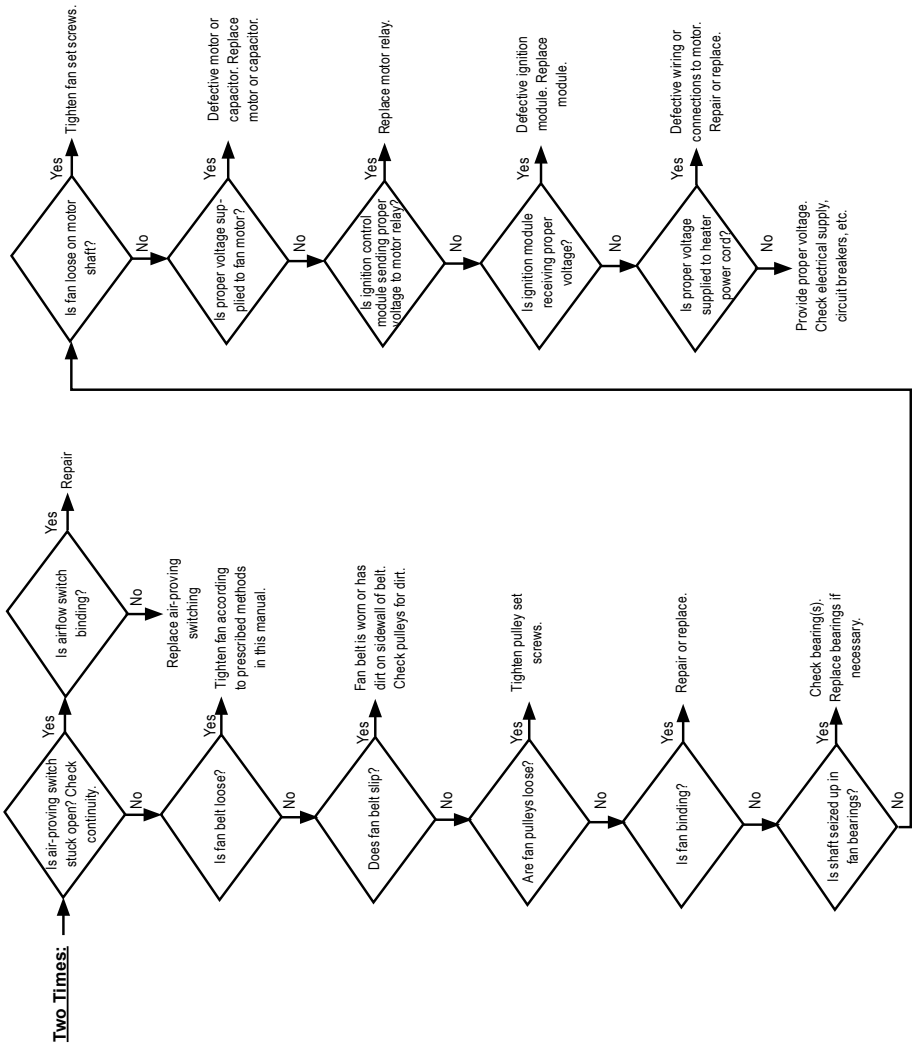 Two Times:
Is air-proving switch
stuck open? Check
continuity.
Yes
Is airflow switch
binding?
Yes
Repair
No
Replace air-proving
switching
No
Is fan belt loose?
Yes
Tighten fan according
to prescribed methods
in this manual.
No
Does fan belt slip?
Yes
Fan belt is worn or has
dirt on sidewall of belt.
Check pulleys for dirt.
No
Are fan pulleys loose?
Yes
Tighten pulley set
screws.
No
Is fan binding?
Yes
Repair or replace.
No
Is shaft seized up in
fan bearings?
Yes
Check bearing(s).
Replace bearings if
necessary.
No
Is fan loose on motor
shaft?
Yes
Tighten fan set screws.
No
Is proper voltage sup-
plied to fan motor?
Yes
Defective motor or
capacitor. Replace
motor or capacitor.
No
Is ignition control
module sending proper
voltage to motor relay?
Yes
Replace motor relay.
No
Is ignition module
receiving proper
voltage?
Yes
Defective ignition
module. Replace
module.
No
Is proper voltage
supplied to heater
power cord?
Yes
Defective wiring or
connections to motor.
Repair or replace.
No
Provide proper voltage.
Check electrical supply,
circuit breakers, etc.